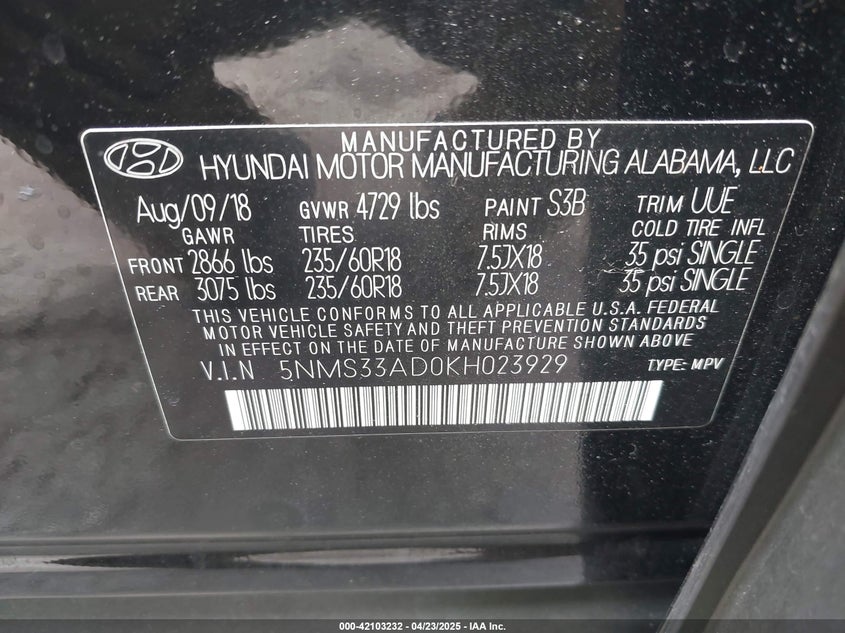 MANUFACTURED BY
HYUNDAI MOTOR MANUFACTURING ALABAMA, LLC
Aug/09/18 GVWR 4729 lbs PAINT S3B TRIM UUE
GAWR TIRES RIMS COLD TIRE INFL
FRONT 2866 lbs 235/60R18 7.5JX18 35 psi SINGLE
REAR 3075 lbs 235/60R18 7.5JX18 35 psi SINGLE
THIS VEHICLE CONFORMS TO ALL APPLICABLE U.S.A. FEDERAL
MOTOR VEHICLE SAFETY AND THEFT PREVENTION STANDARDS
IN EFFECT ON THE DATE OF MANUFACTURE SHOWN ABOVE
V.I.N 5NMS33AD0KH023929 TYPE: MPV
000-42103232 - 04/23/2025 - IAA Inc.